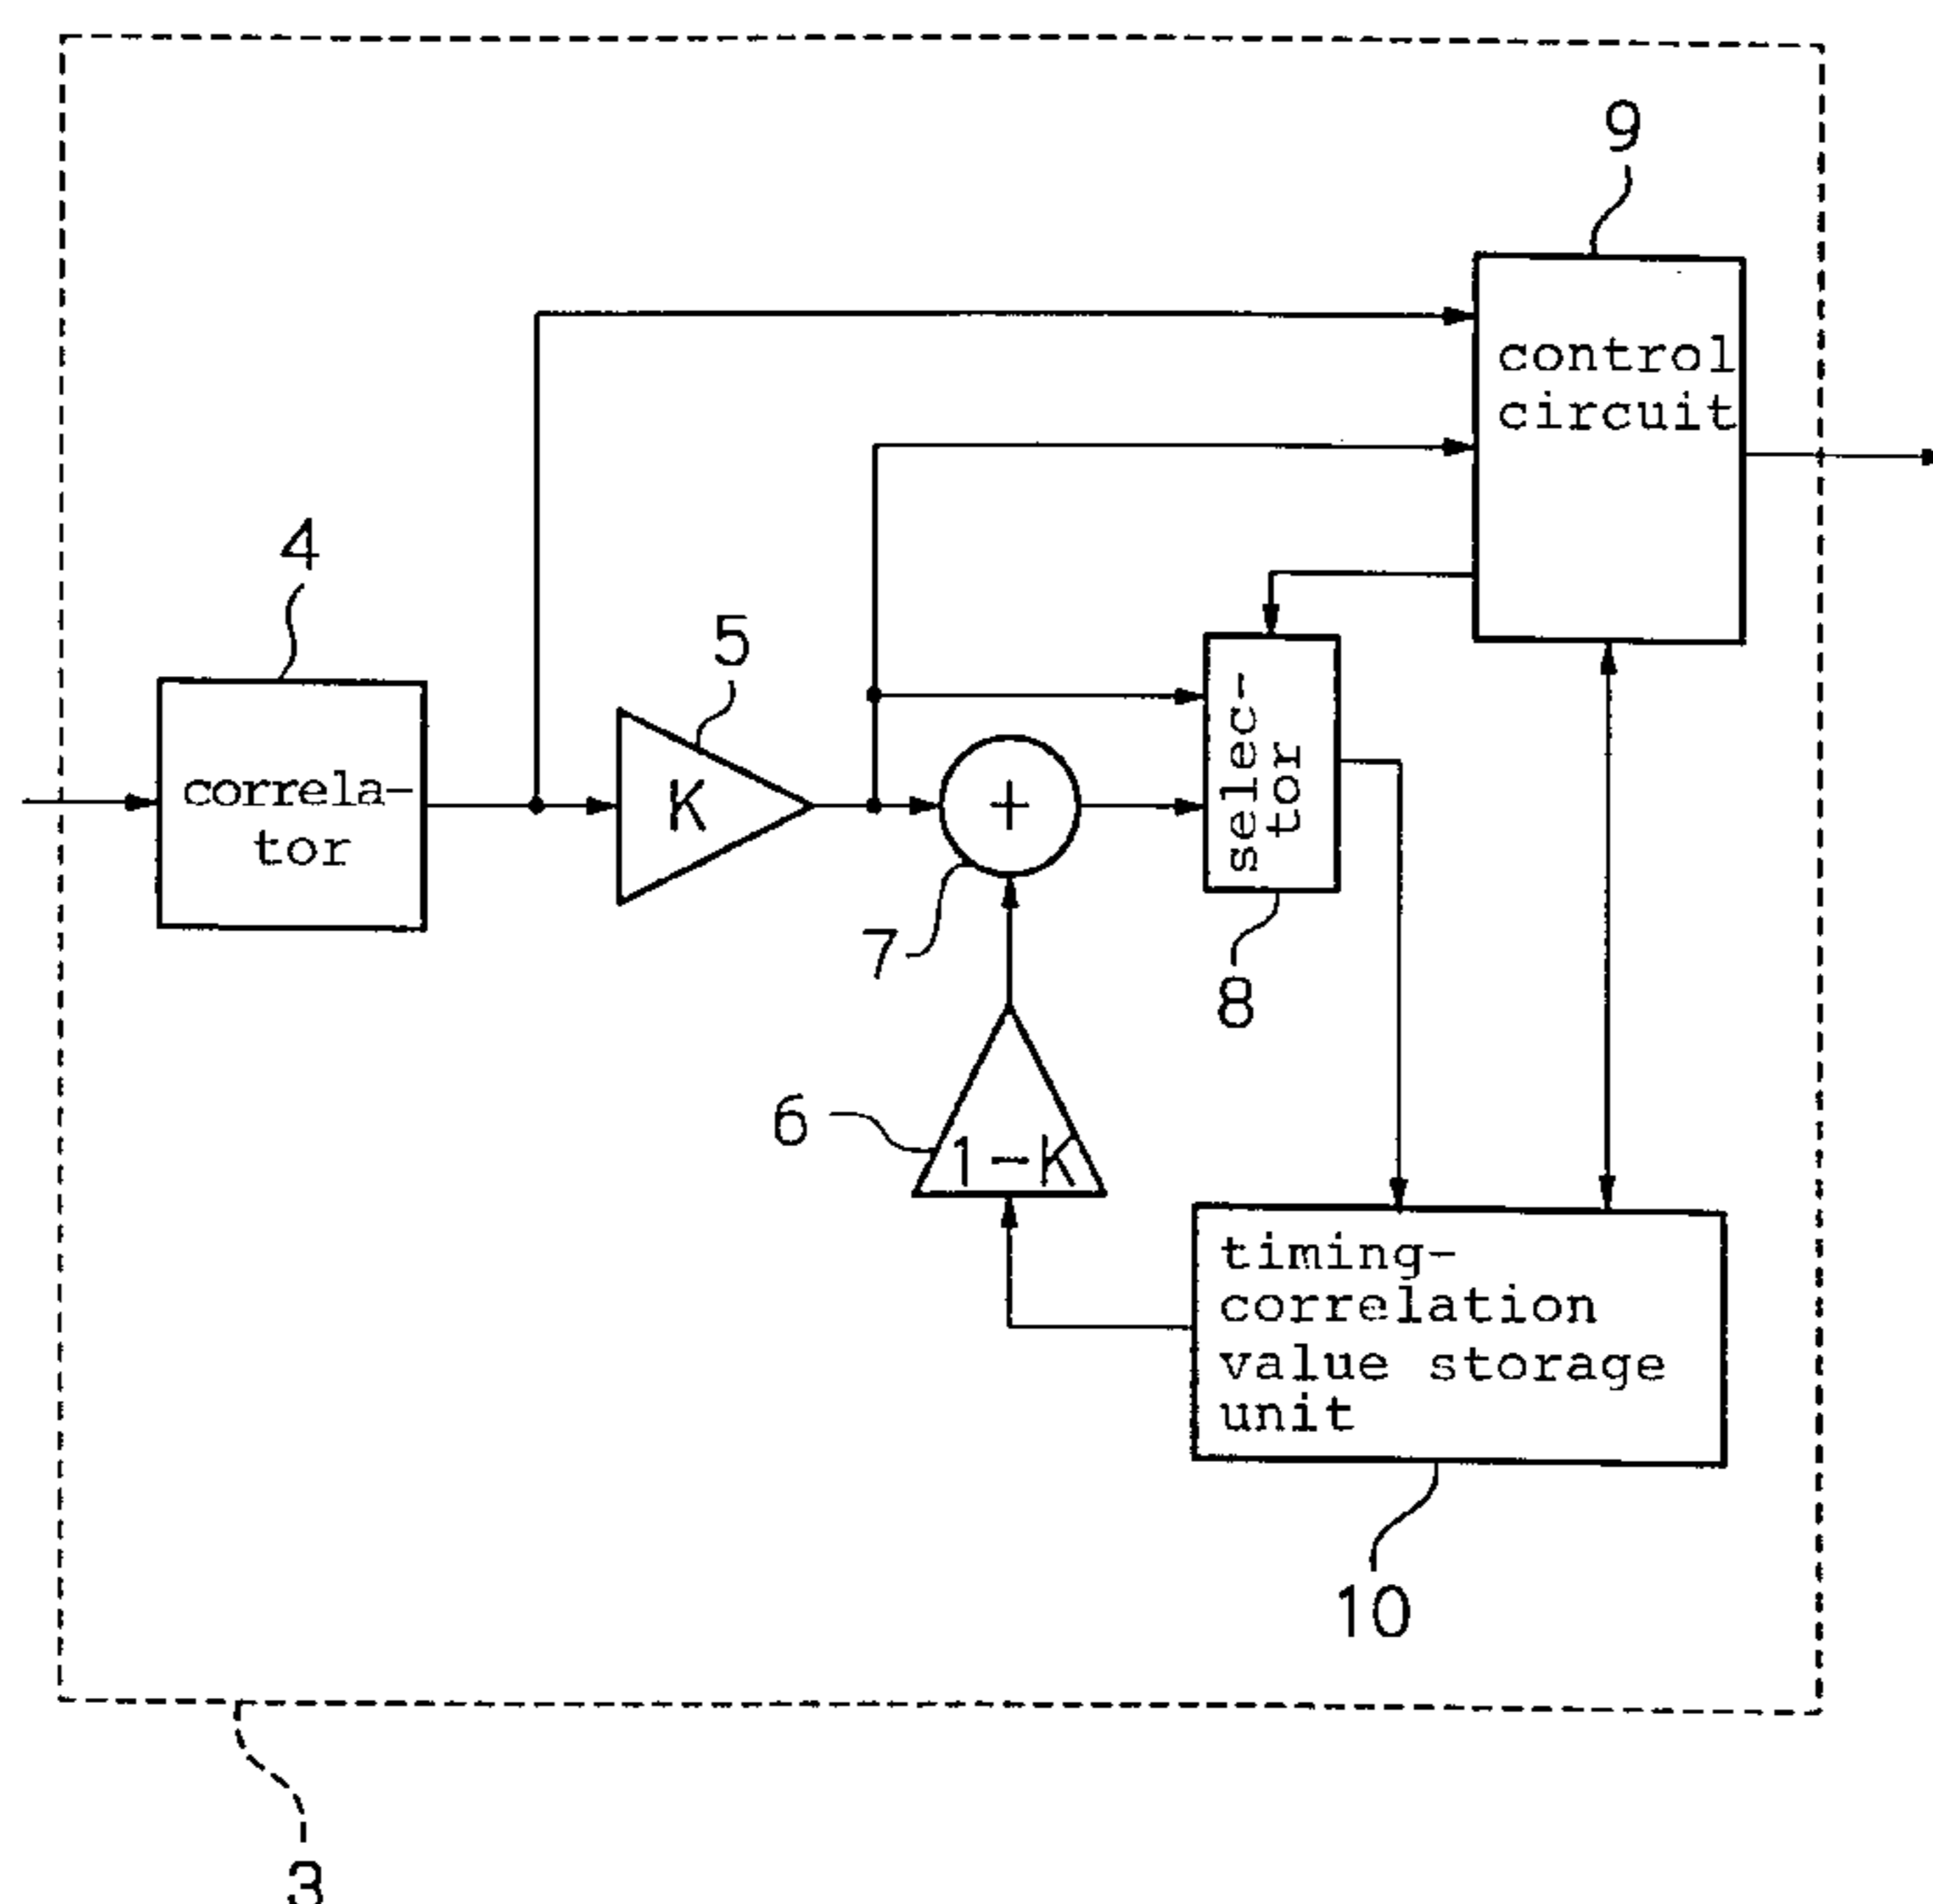 9
control
circuit
4
5
correla-
tor
K
+
selec-
tor
7
8
6
1-K
timing-
correlation
value storage
unit
10
3